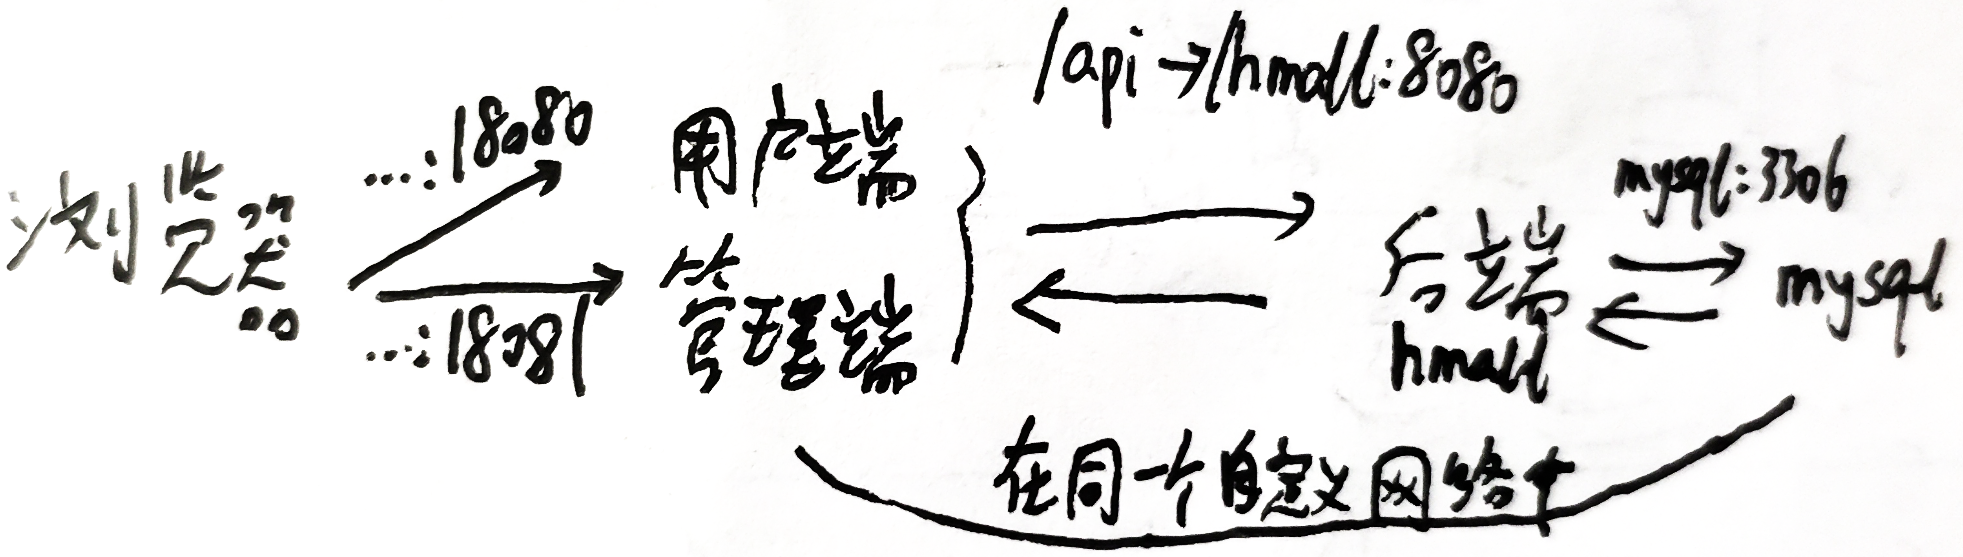 浏览器
...:18080
...:18081
用户端
管理端
/api→/hmall:8080
后端
hmall
mysql:3306
mysql
在同一个自定义网络中